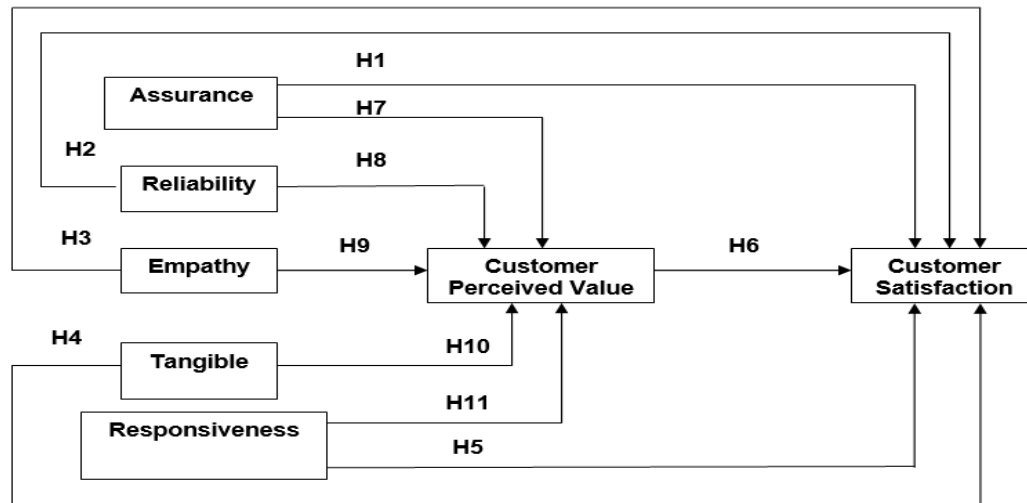 H1
Assurance
H7
H2
H8
Reliability
H3
H9
H6
Empathy
Customer
Perceived Value
Customer
Satisfaction
H4
H10
Tangible
H11
Responsiveness
H5